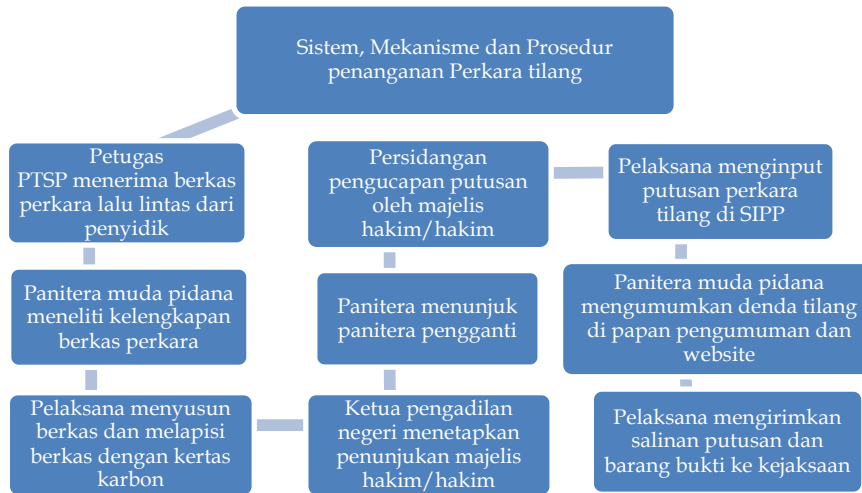 Sistem, Mekanisme dan Prosedur
penanganan Perkara tilang
Petugas
PTSP menerima berkas
perkara lalu lintas dari
penyidik
Panitera muda pidana
meneliti kelengkapan
berkas perkara
Pelaksana menyusun
berkas dan melapisi
berkas dengan kertas
karbon
Ketua pengadilan
negeri menetapkan
penunjukan majelis
hakim/hakim
Panitera menunjuk
panitera pengganti
Persidangan
pengucapan putusan
oleh majelis
hakim/hakim
Pelaksana menginput
putusan perkara
tilang di SIPP
Panitera muda pidana
mengumumkan denda tilang
di papan pengumuman dan
website
Pelaksana mengirimkan
salinan putusan dan
barang bukti ke kejaksaan